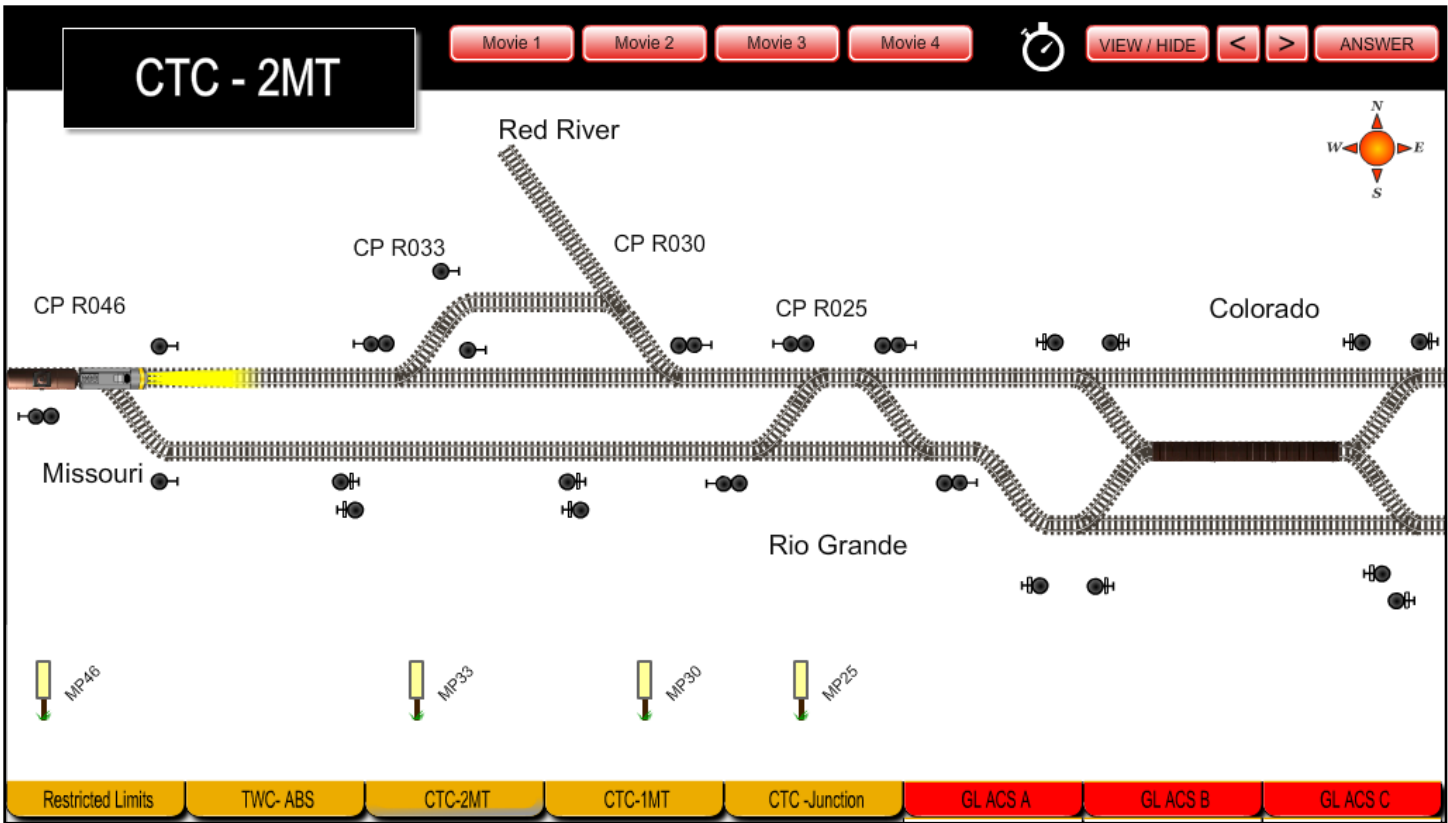 CTC - 2MT
Movie 1
Movie 2
Movie 3
Movie 4
VIEW / HIDE
<
>
ANSWER
N
W
E
S
Red River
CP R033
CP R030
CP R046
CP R025
Colorado
Missouri
Rio Grande
MP46
MP33
MP30
MP25
Restricted Limits
TWC- ABS
CTC-2MT
CTC-1MT
CTC -Junction
GL ACS A
GL ACS B
GL ACS C